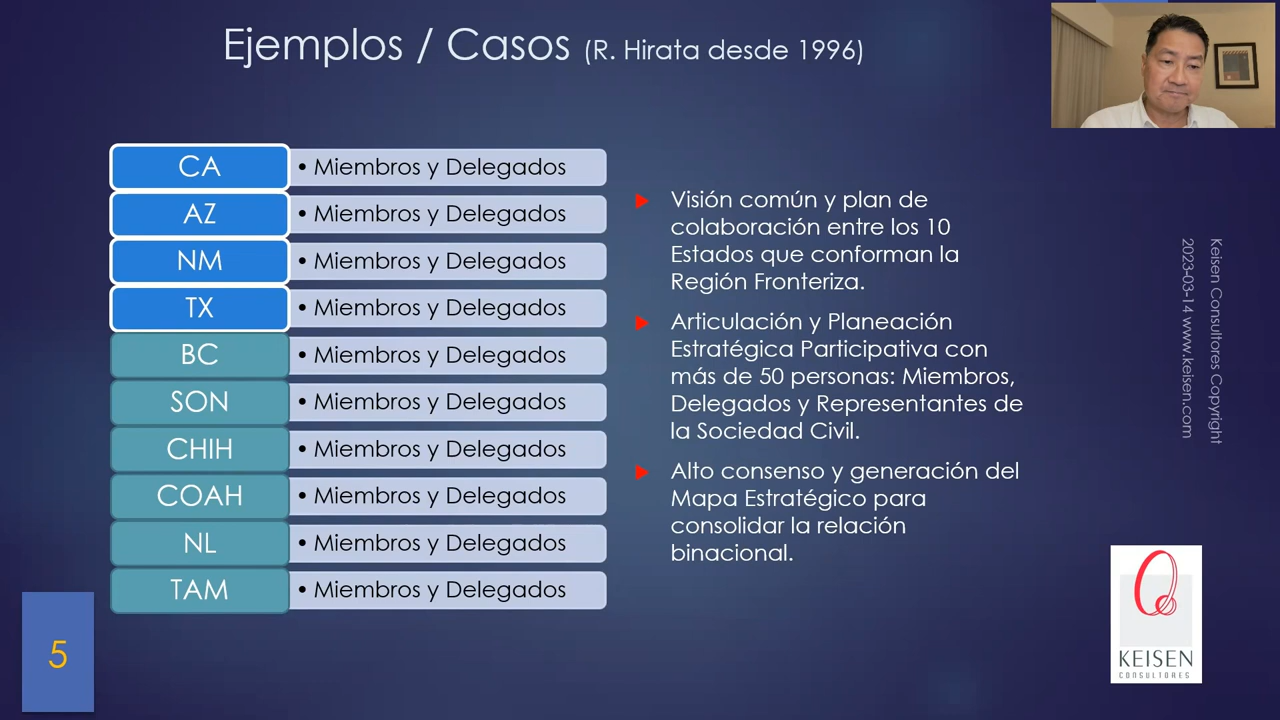 Ejemplos / Casos (R. Hirata desde 1996)
CA
• Miembros y Delegados
AZ
• Miembros y Delegados
NM
• Miembros y Delegados
TX
• Miembros y Delegados
BC
• Miembros y Delegados
SON
• Miembros y Delegados
CHIH
• Miembros y Delegados
COAH
• Miembros y Delegados
NL
• Miembros y Delegados
TAM
• Miembros y Delegados
Visión común y plan de
colaboración entre los 10
Estados que conforman la
Región Fronteriza.
Articulación y Planeación
Estratégica Participativa con
más de 50 personas: Miembros,
Delegados y Representantes de
la Sociedad Civil.
Alto consenso y generación del
Mapa Estratégico para
consolidar la relación
binacional.
Keisen Consultores Copyright
2023-03-14 www.keisen.com
KEISEN
CONSULTORES
5